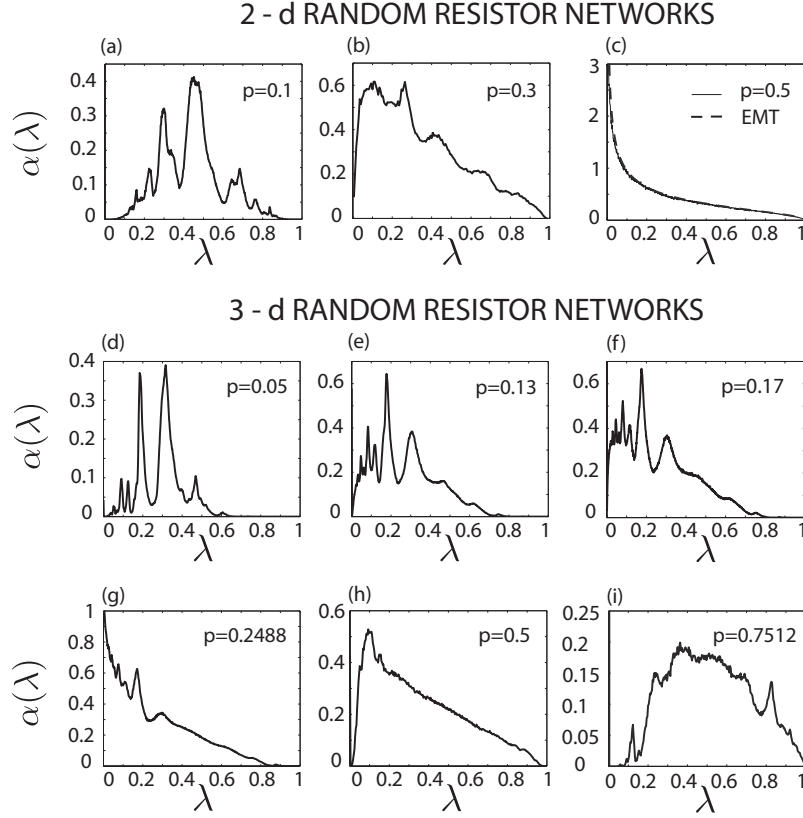 2 - d RANDOM RESISTOR NETWORKS
(a) (b) (c)
α(λ)
p=0.1
0.4
0.3
0.2
0.1
0
0 0.2 0.4 0.6 0.8 1
λ
p=0.3
0.6
0.4
0.2
0
0 0.2 0.4 0.6 0.8 1
λ
p=0.5
EMT
3
2
1
0
0 0.2 0.4 0.6 0.8 1
λ
3 - d RANDOM RESISTOR NETWORKS
(d) (e) (f)
α(λ)
p=0.05
0.4
0.3
0.2
0.1
0
0 0.2 0.4 0.6 0.8 1
λ
p=0.13
0.6
0.4
0.2
0
0 0.2 0.4 0.6 0.8 1
λ
p=0.17
0.6
0.4
0.2
0
0 0.2 0.4 0.6 0.8 1
λ
(g) (h) (i)
α(λ)
p=0.2488
1
0.8
0.6
0.4
0.2
0
0 0.2 0.4 0.6 0.8 1
λ
p=0.5
0.6
0.4
0.2
0
0 0.2 0.4 0.6 0.8 1
λ
p=0.7512
0.25
0.2
0.15
0.1
0.05
0
0 0.2 0.4 0.6 0.8 1
λ